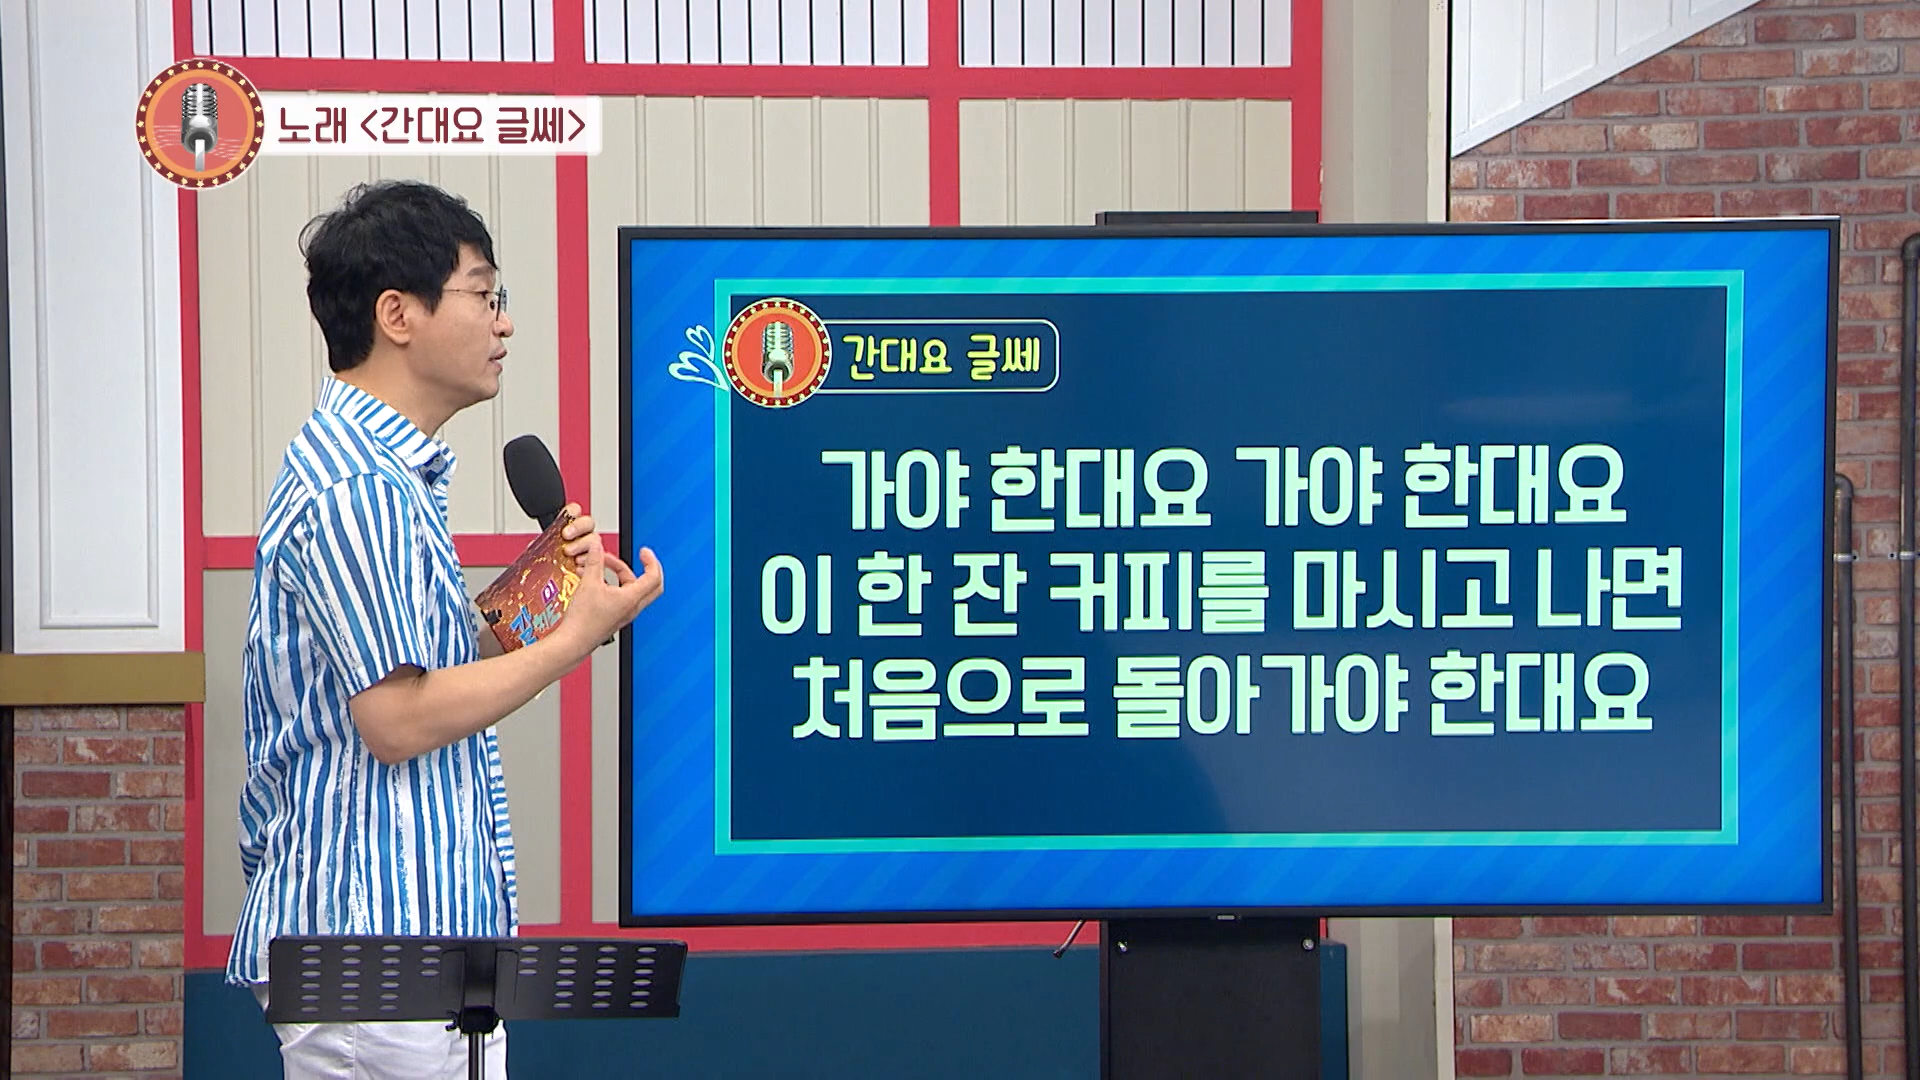 노래 <간대요 글쎄>
간대요 글쎄
가야 한대요 가야 한대요
이 한 잔 커피를 마시고 나면
처음으로 돌아가야 한대요